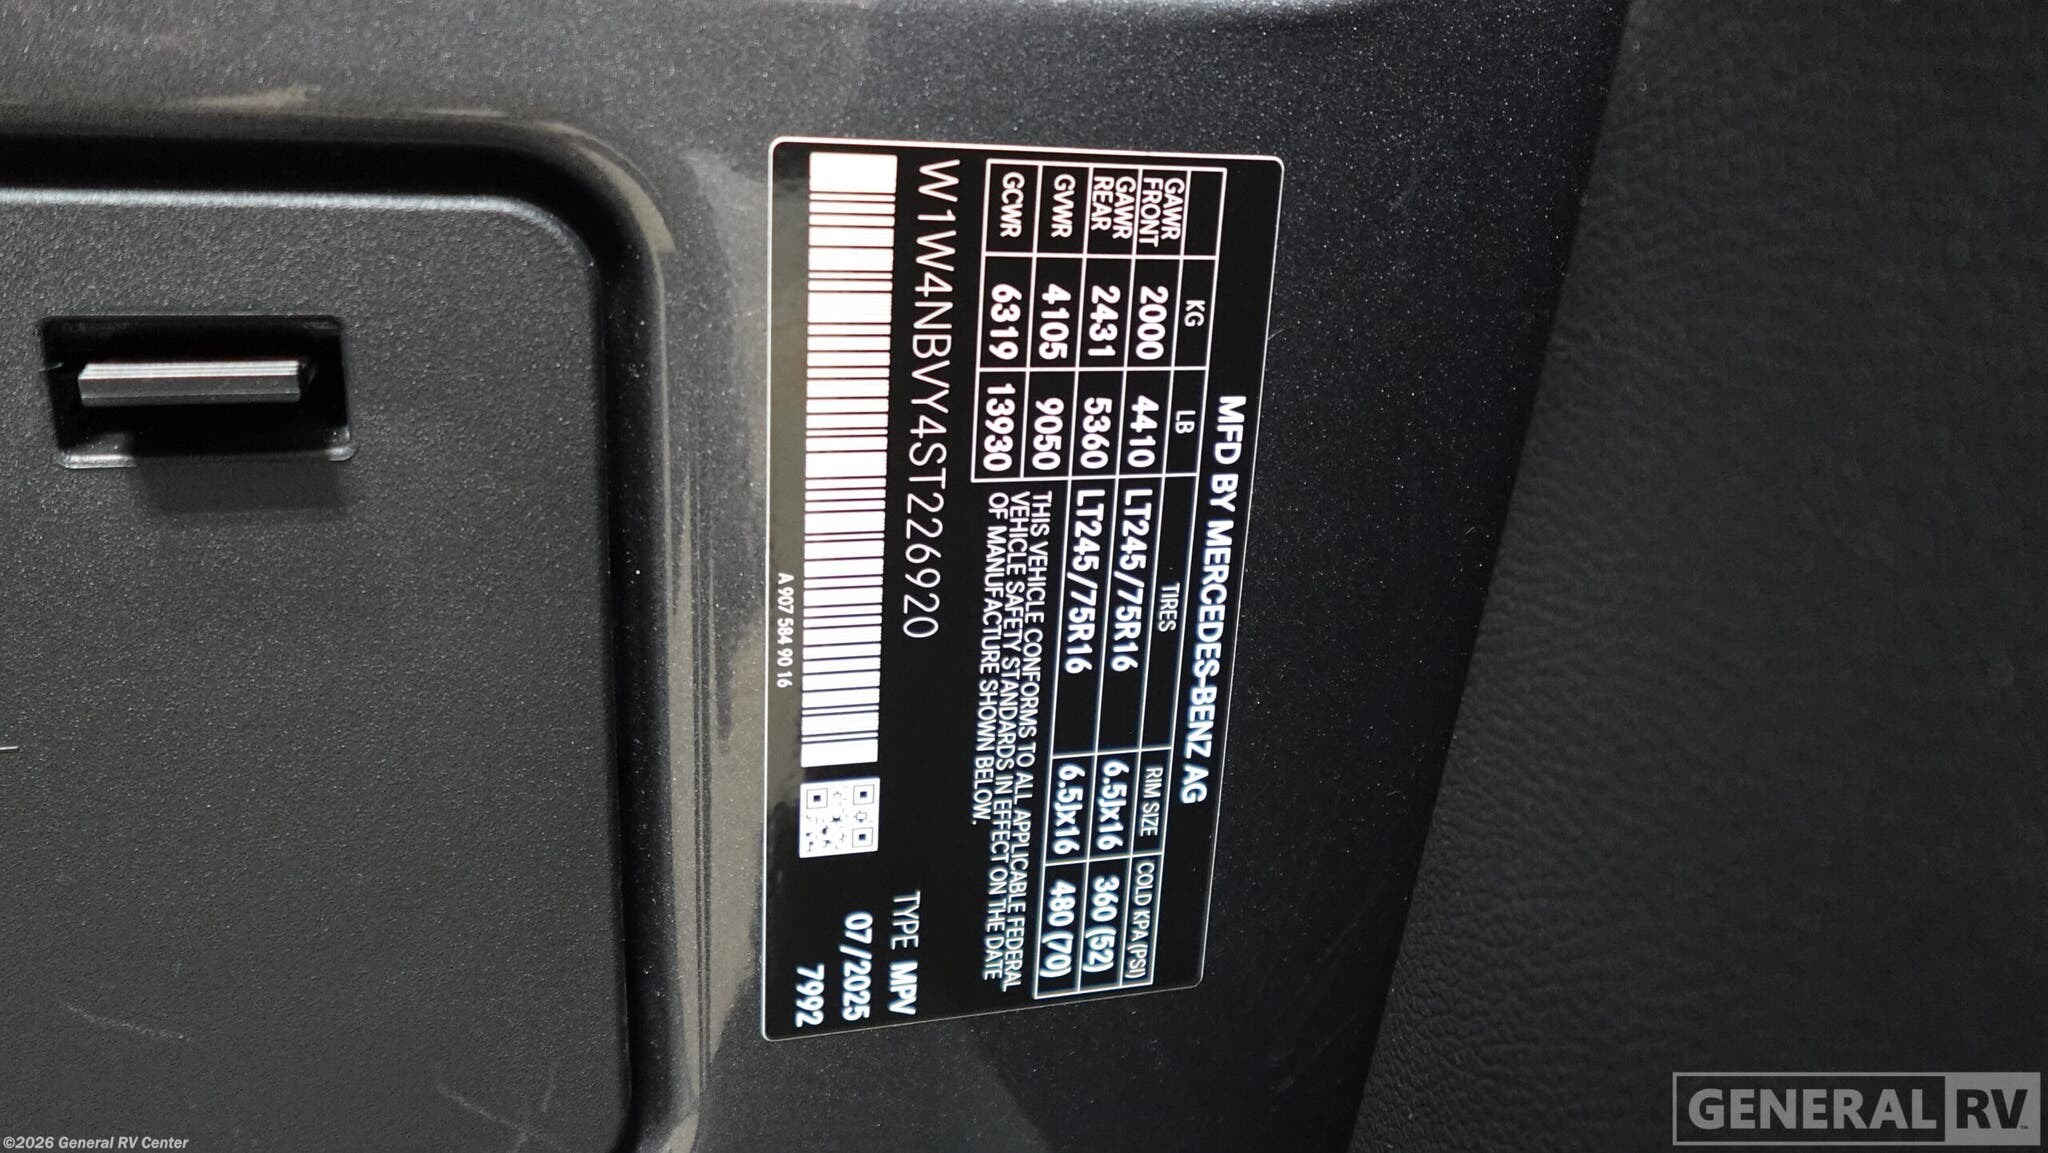 MFD BY MERCEDES-BENZ AG
KG LB TIRES RIM SIZE COLD KPA (PSI)
GAWR FRONT 2000 4410 LT245/75R16 6.5Jx16 360 (52)
GAWR REAR 2431 5360 LT245/75R16 6.5Jx16 480 (70)
GVWR 4105 9050
GCWR 6319 13930
THIS VEHICLE CONFORMS TO ALL APPLICABLE FEDERAL
VEHICLE SAFETY STANDARDS IN EFFECT ON THE DATE
OF MANUFACTURE SHOWN BELOW.
W1W4NBVY4ST226920
TYPE MPV
07/2025
7992
A 907 584 90 16
GENERAL RV
©2026 General RV Center